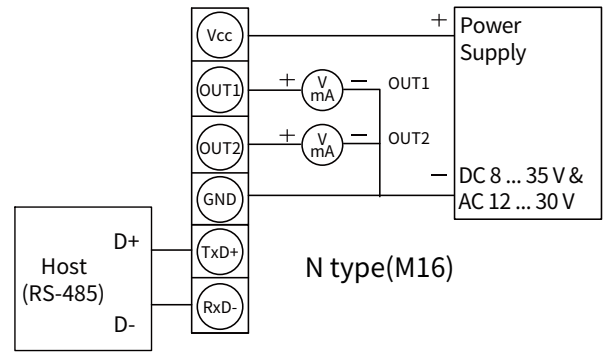 Vcc
+
Power
Supply
OUT1
+
V
mA
−
OUT1
OUT2
+
V
mA
−
OUT2
GND
−
DC 8 ... 35 V &
AC 12 ... 30 V
D+
TxD+
Host
(RS-485)
N type(M16)
D-
RxD-